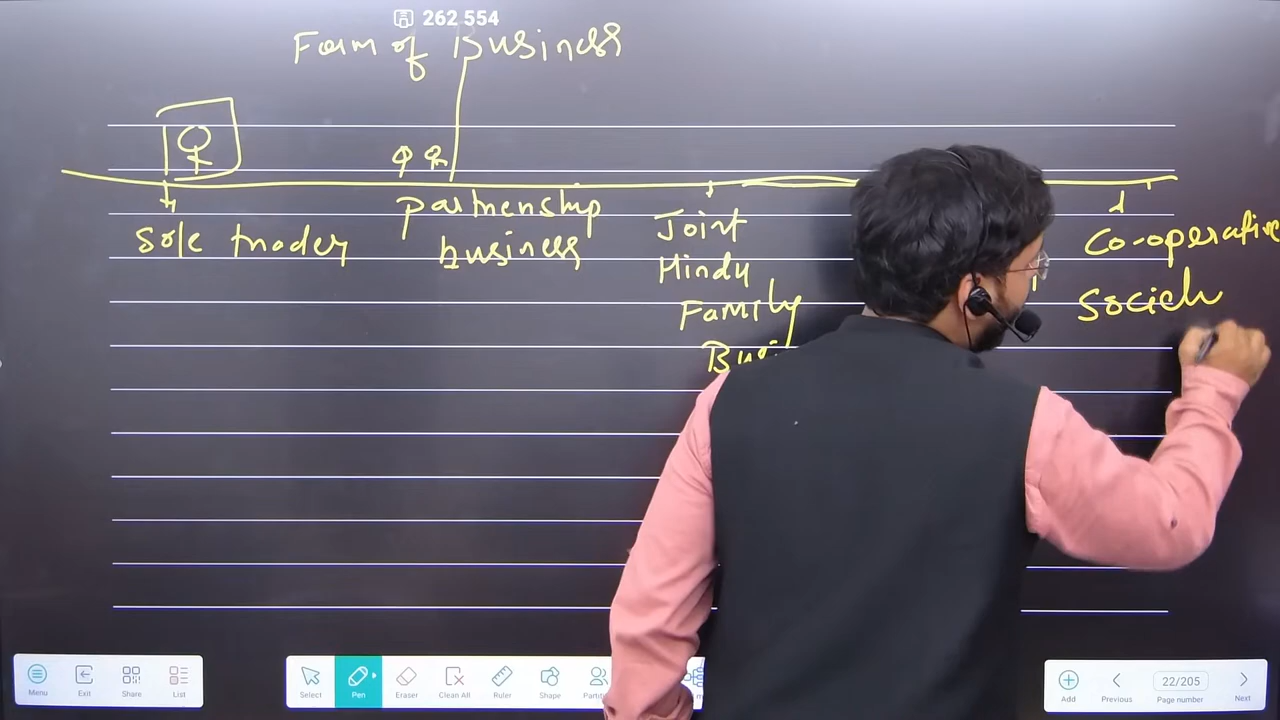 262 554
Form of Business
Sole trader
partnership
business
Joint
Hindu
Family
Co-operative
Societ
Menu
Exit
Share
List
Select
Pen
Eraser
Clean All
Ruler
Shape
Add
Previous
22/205
Page number
Next